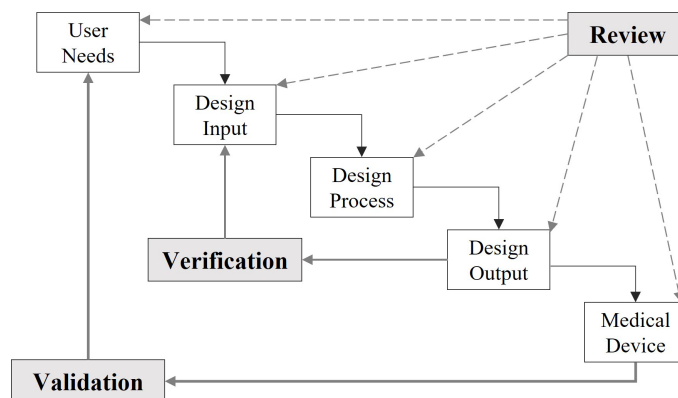 User
Needs
Review
Design
Input
Design
Process
Verification
Design
Output
Medical
Device
Validation